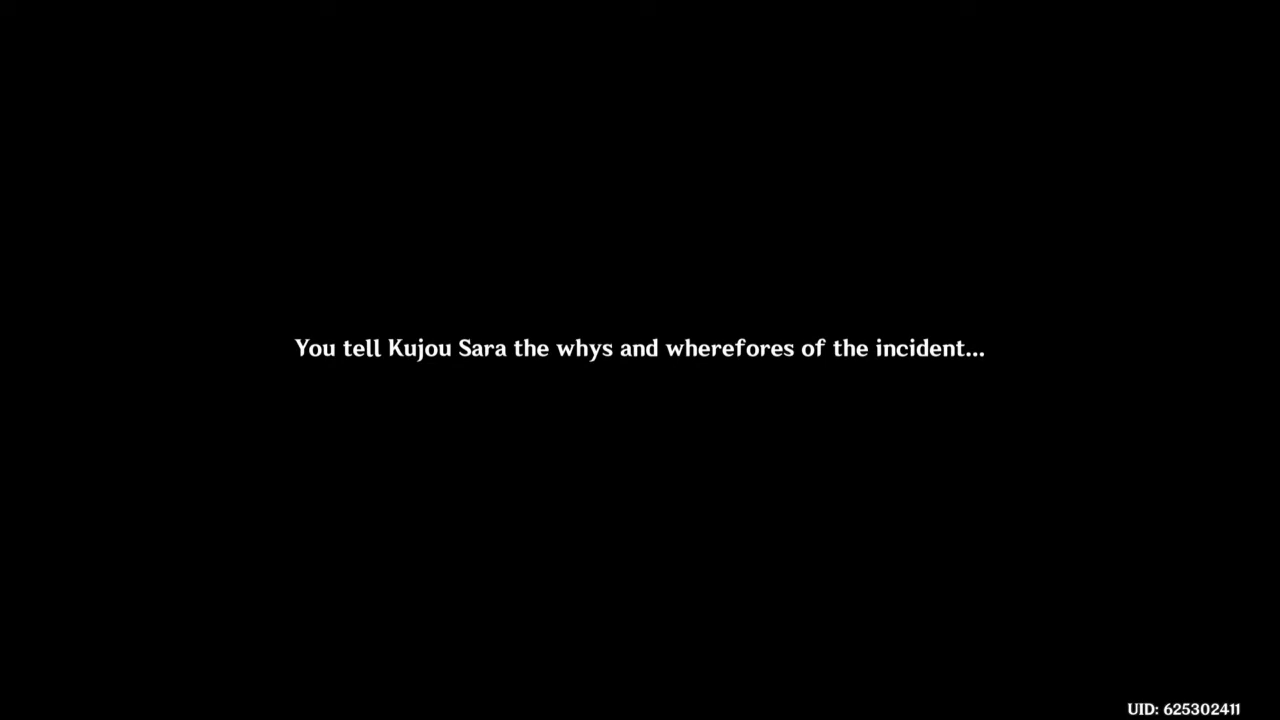 You tell Kujou Sara the whys and wherefores of the incident...
UID: 625302411